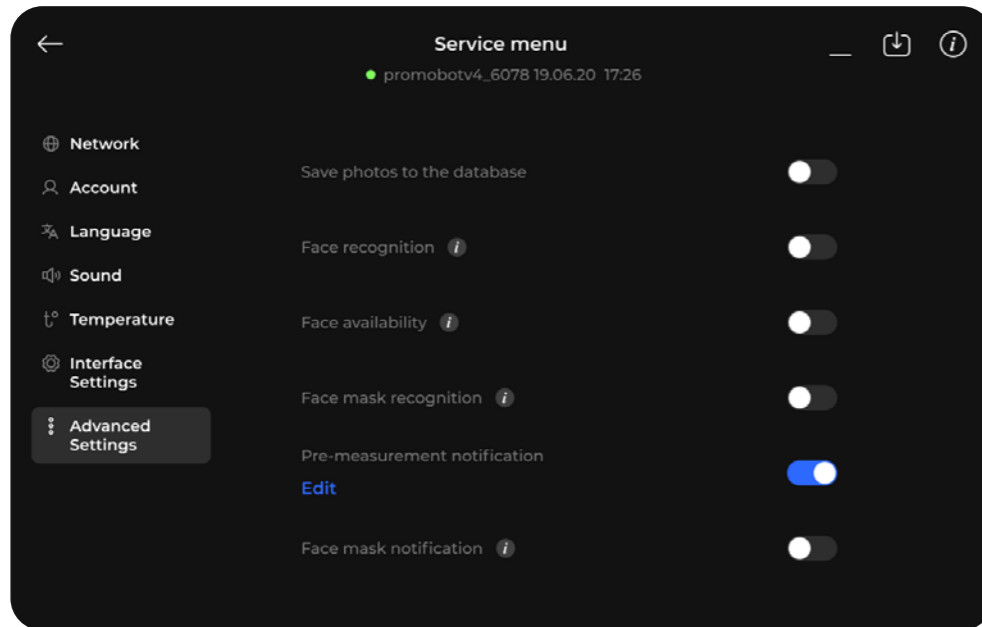 Service menu
promobotv4_6078 19.06.20 17:26
Network
Account
Language
Sound
t° Temperature
Interface
Settings
Advanced
Settings
Save photos to the database
Face recognition i
Face availability i
Face mask recognition i
Pre-measurement notification
Edit
Face mask notification i